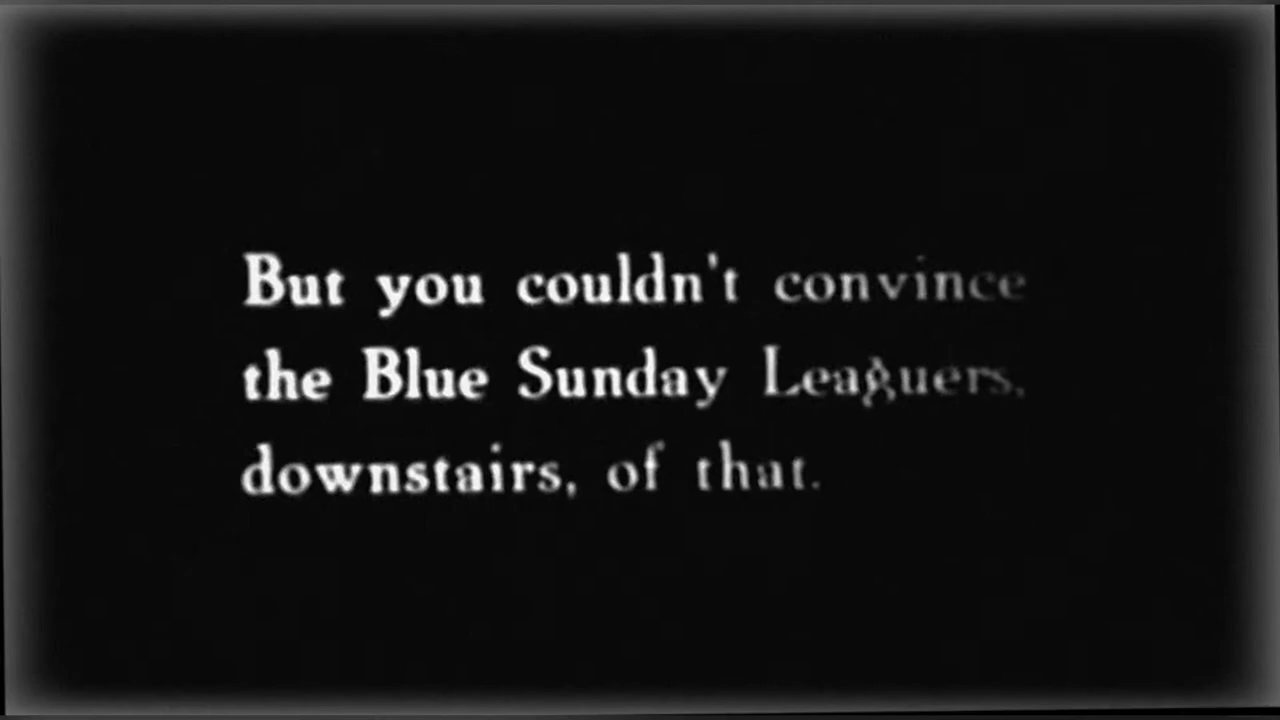 But you couldn't convince
the Blue Sunday Leaguers,
downstairs, of that.